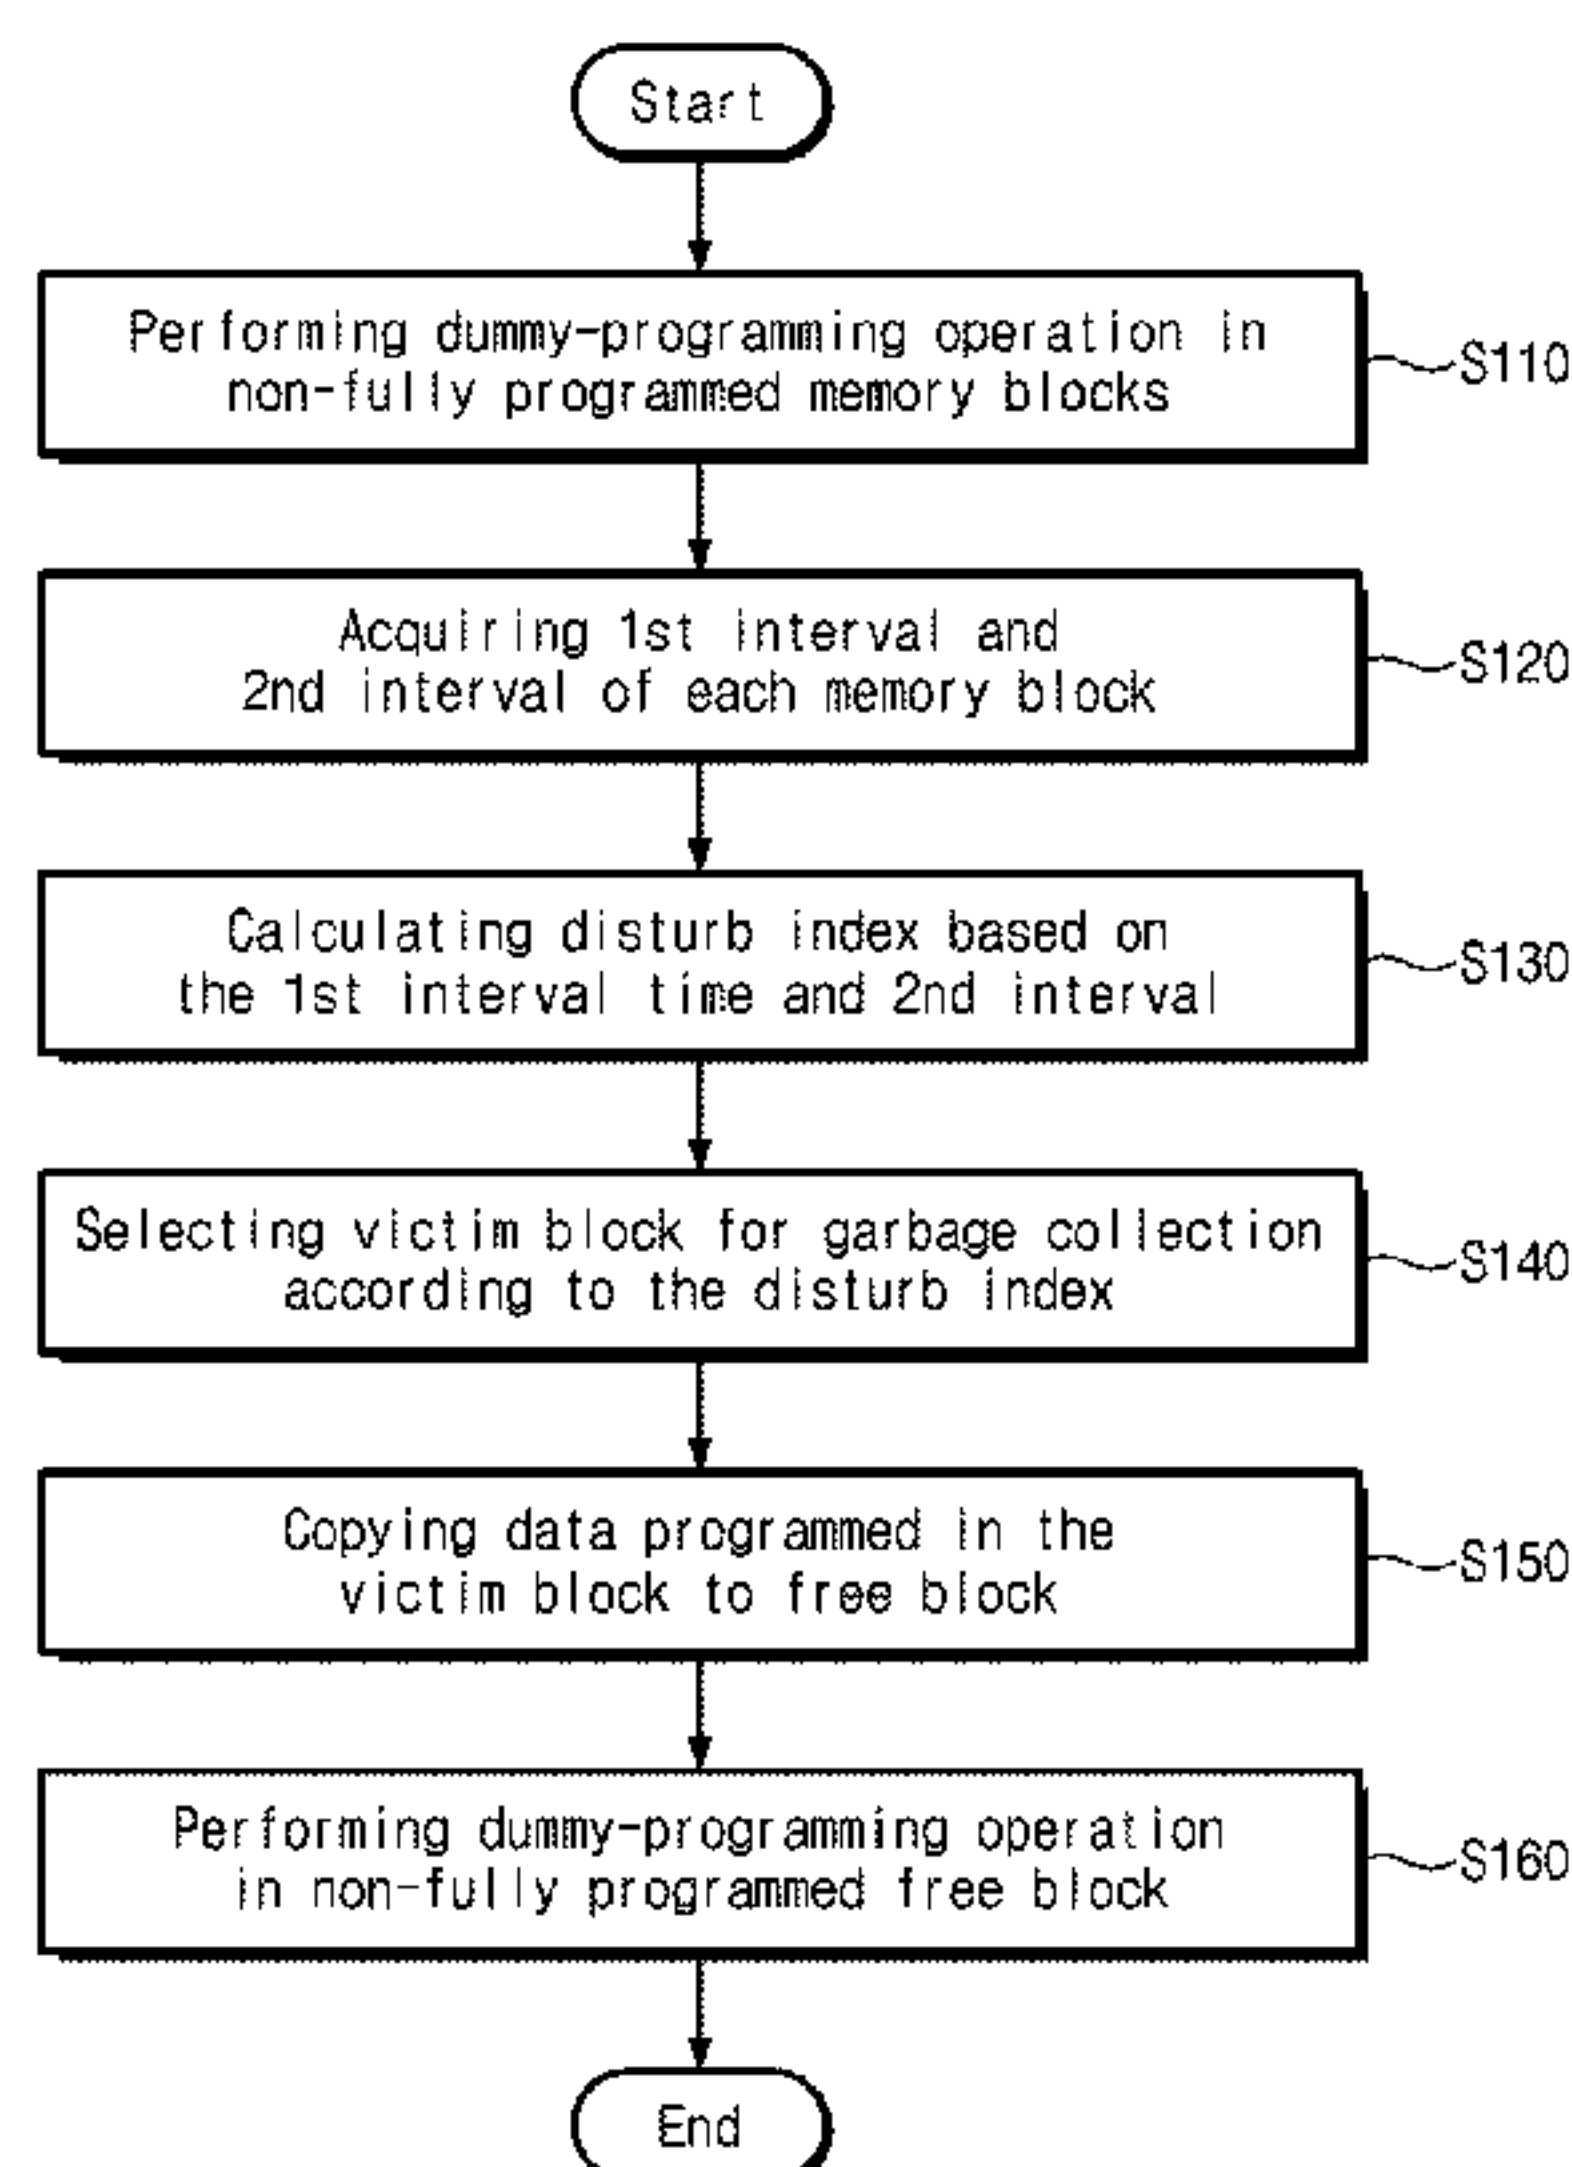 Start
Performing dummy-programming operation in
non-fully programmed memory blocks
S110
Acquiring 1st interval and
2nd interval of each memory block
S120
Calculating disturb index based on
the 1st interval time and 2nd interval
S130
Selecting victim block for garbage collection
according to the disturb index
S140
Copying data programmed in the
victim block to free block
S150
Performing dummy-programming operation
in non-fully programmed free block
S160
End